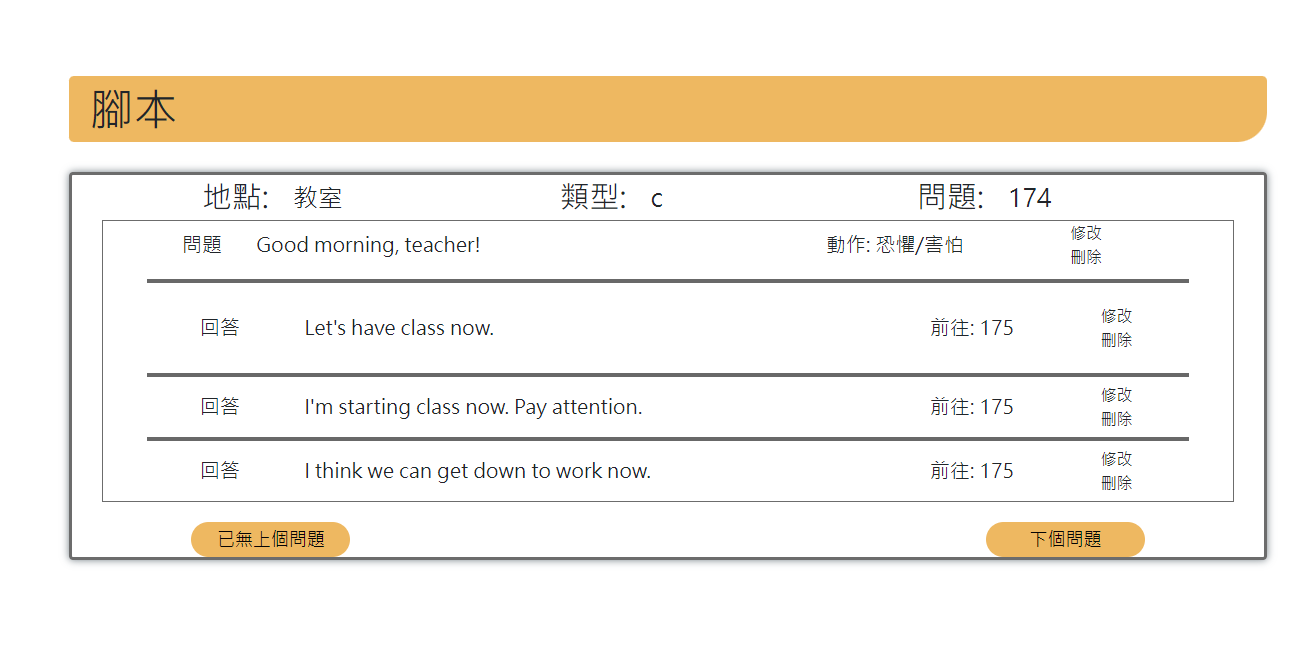 腳本
地點: 教室 類型: c 問題: 174
問題 Good morning, teacher! 動作: 恐懼/害怕 修改 刪除
回答 Let's have class now. 前往: 175 修改 刪除
回答 I'm starting class now. Pay attention. 前往: 175 修改 刪除
回答 I think we can get down to work now. 前往: 175 修改 刪除
已無上個問題 下個問題